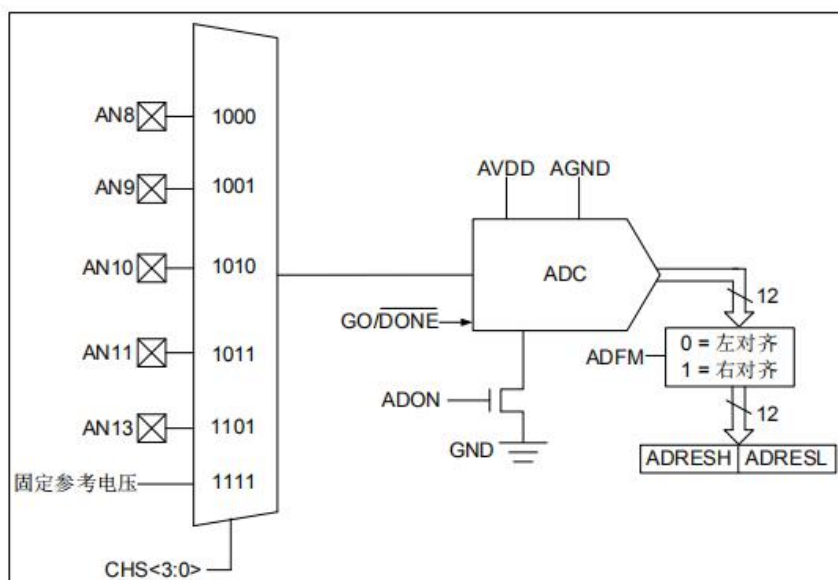 AN8
1000
AN9
1001
AVDD
AGND
AN10
1010
ADC
12
GO/DONE
AN11
1011
ADFM
0 = 左对齐
1 = 右对齐
ADON
12
AN13
1101
GND
ADRESH
ADRESL
固定参考电压
1111
CHS<3:0>